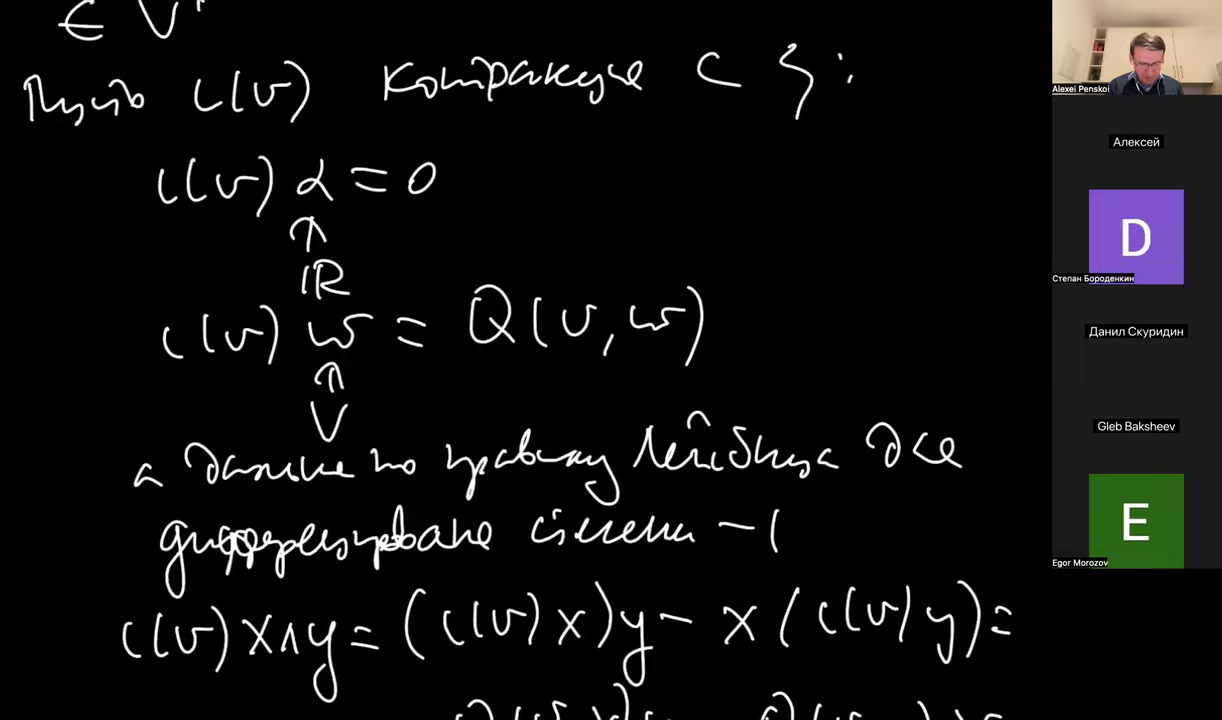 ∈ V
Пусть ι(v) контракция с ξ:
ι(v) α = 0
↑
ℝ
ι(v) w = Q(v, w)
↑
V
а дальше по правилу Лейбница для
дифференцирования степени -1
ι(v) x∧y = (ι(v) x) y - x (ι(v) y) =
Alexei Penskoi
Алексей
D
Степан Бороденкин
Данил Скуридин
Gleb Baksheev
E
Egor Morozov